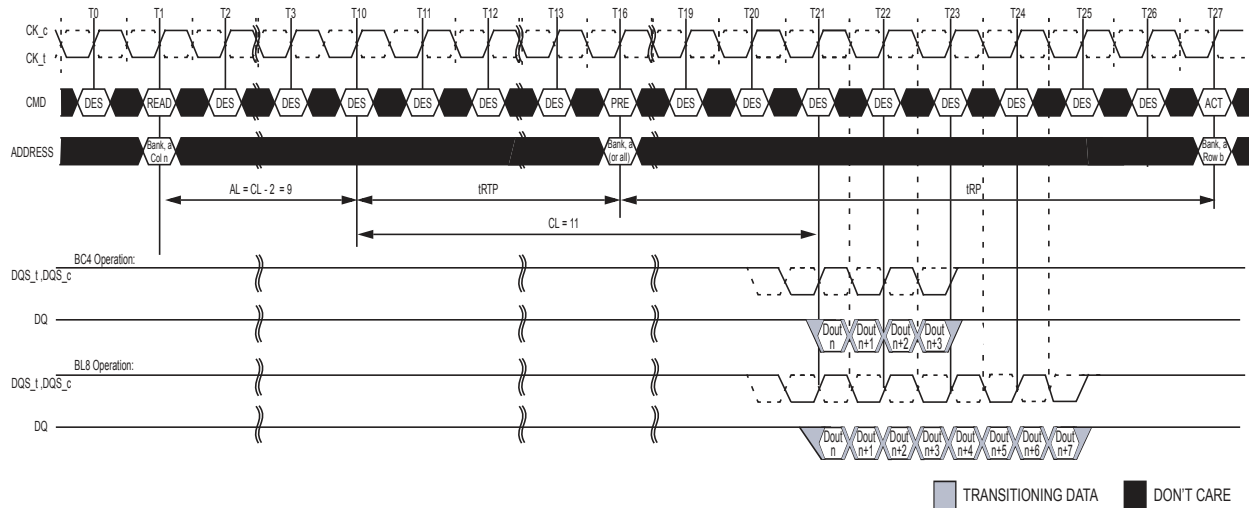 T0 T1 T2 T3 T10 T11 T12 T13 T16 T19 T20 T21 T22 T23 T24 T25 T26 T27
CK_c
CK_t
CMD DES READ DES DES DES DES DES DES PRE DES DES DES DES DES DES DES DES ACT
ADDRESS Bank, a Bank, a Bank, a
Col n (or all) Row b
AL = CL - 2 = 9 tRTP tRP
CL = 11
BC4 Operation:
DQS_t ,DQS_c
DQ Dout Dout Dout Dout
n n+1 n+2 n+3
BL8 Operation:
DQS_t ,DQS_c
DQ Dout Dout Dout Dout Dout Dout Dout Dout
n n+1 n+2 n+3 n+4 n+5 n+6 n+7
TRANSITIONING DATA DON'T CARE